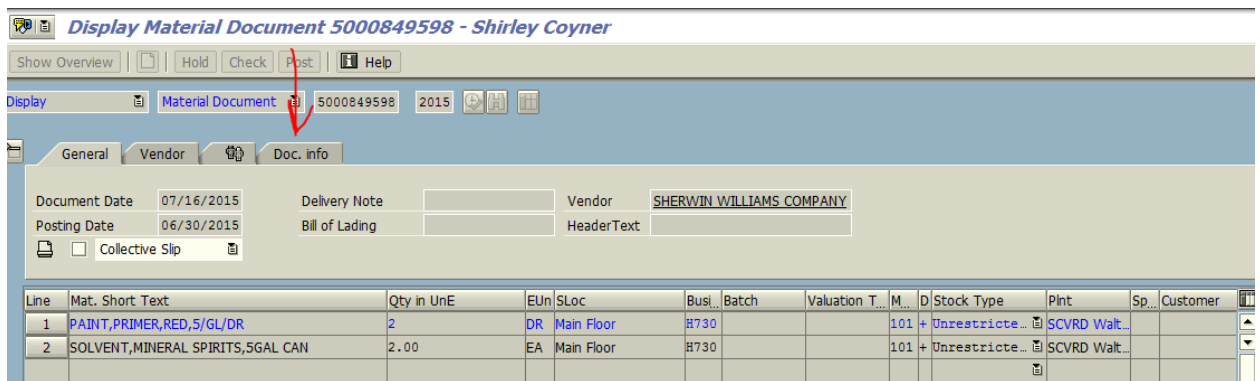 Display Material Document 5000849598 - Shirley Coyner
Show Overview Hold Check Post Help
Display Material Document 5000849598 2015
General Vendor Doc. info
Document Date 07/16/2015 Delivery Note Vendor SHERWIN WILLIAMS COMPANY
Posting Date 06/30/2015 Bill of Lading HeaderText
Collective Slip
Line Mat. Short Text Qty in UnE EUn SLoc Busi... Batch Valuation T... M... D Stock Type Plnt Sp... Customer
1 PAINT,PRIMER,RED,5/GL/DR 2 DR Main Floor H730 101 + Unrestricte... SCVRD Walt...
2 SOLVENT,MINERAL SPIRITS,5GAL CAN 2.00 EA Main Floor H730 101 + Unrestricte... SCVRD Walt...